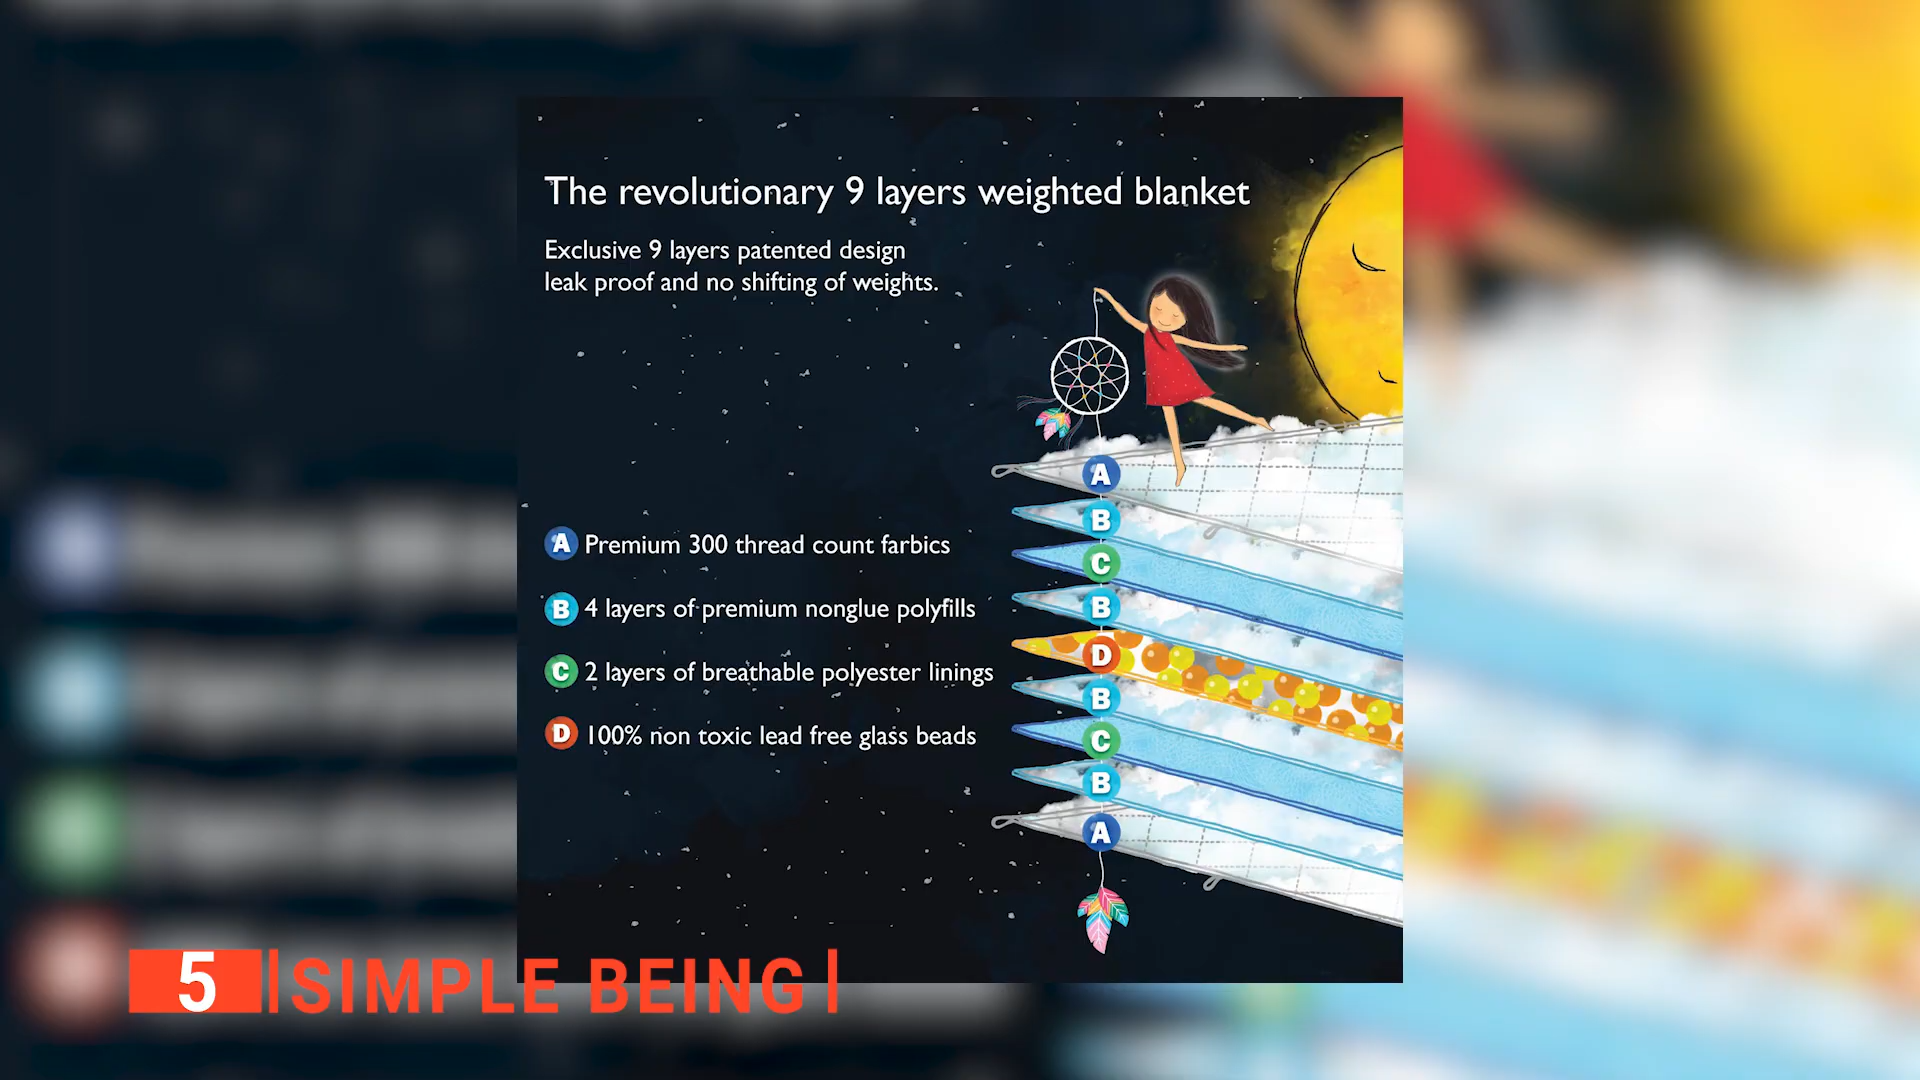 The revolutionary 9 layers weighted blanket
Exclusive 9 layers patented design
leak proof and no shifting of weights.
A Premium 300 thread count farbics
B 4 layers of premium nonglue polyfills
C 2 layers of breathable polyester linings
D 100% non toxic lead free glass beads
A
B
C
B
D
B
C
B
A
5 SIMPLE BEING